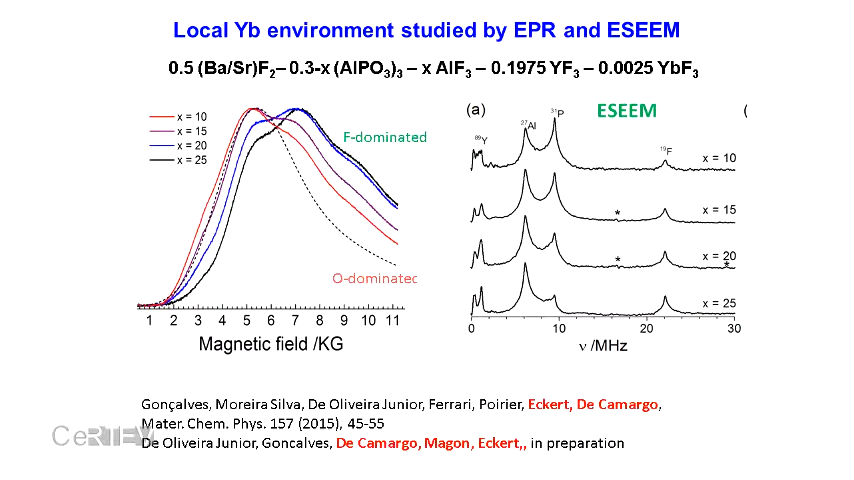 Local Yb environment studied by EPR and ESEEM
0.5 (Ba/Sr)F2– 0.3-x (AlPO3)3 – x AlF3 – 0.1975 YF3 – 0.0025 YbF3
x = 10
x = 15
x = 20
x = 25
F-dominated
O-dominated
1 2 3 4 5 6 7 8 9 10 11
Magnetic field /KG
(a)
ESEEM
(
89Y
27Al
31P
19F
x = 10
x = 15
*
x = 20
* *
x = 25
0 10 20 30
ν /MHz
Gonçalves, Moreira Silva, De Oliveira Junior, Ferrari, Poirier, Eckert, De Camargo,
Mater. Chem. Phys. 157 (2015), 45-55
De Oliveira Junior, Goncalves, De Camargo, Magon, Eckert,, in preparation
CeRTEV